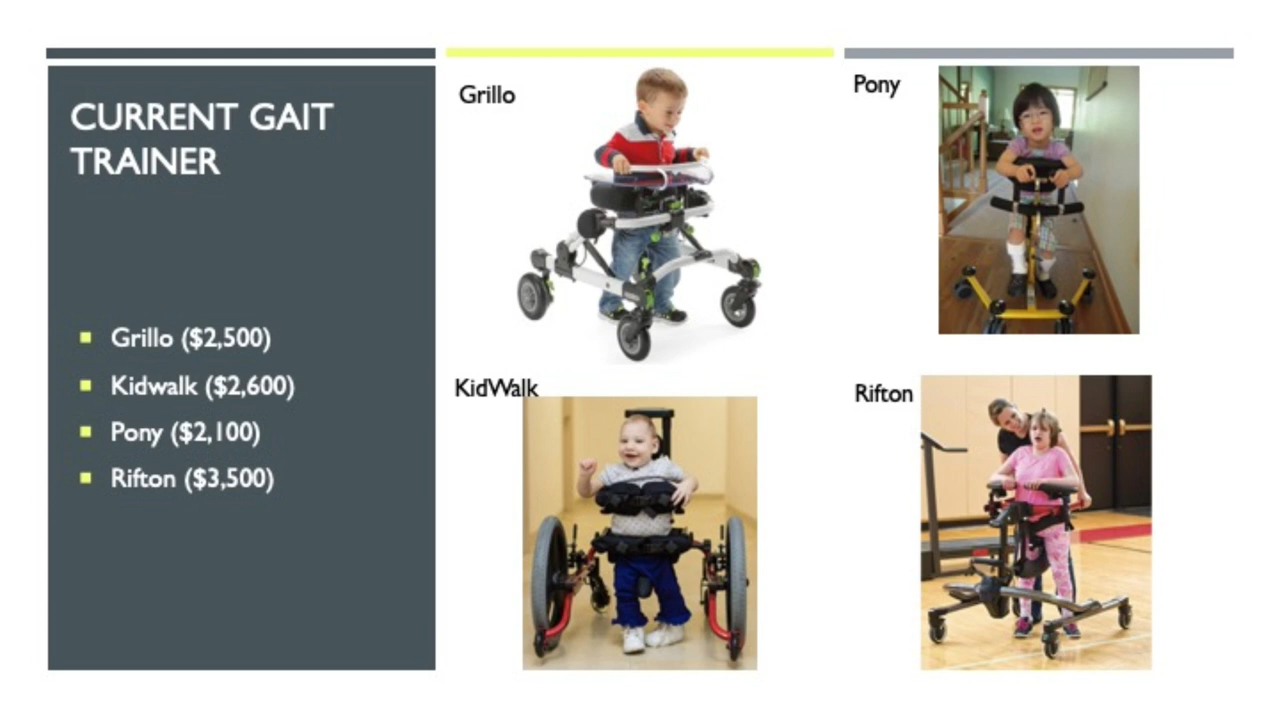 CURRENT GAIT
TRAINER
Grillo ($2,500)
Kidwalk ($2,600)
Pony ($2,100)
Rifton ($3,500)
Grillo
Pony
KidWalk
Rifton